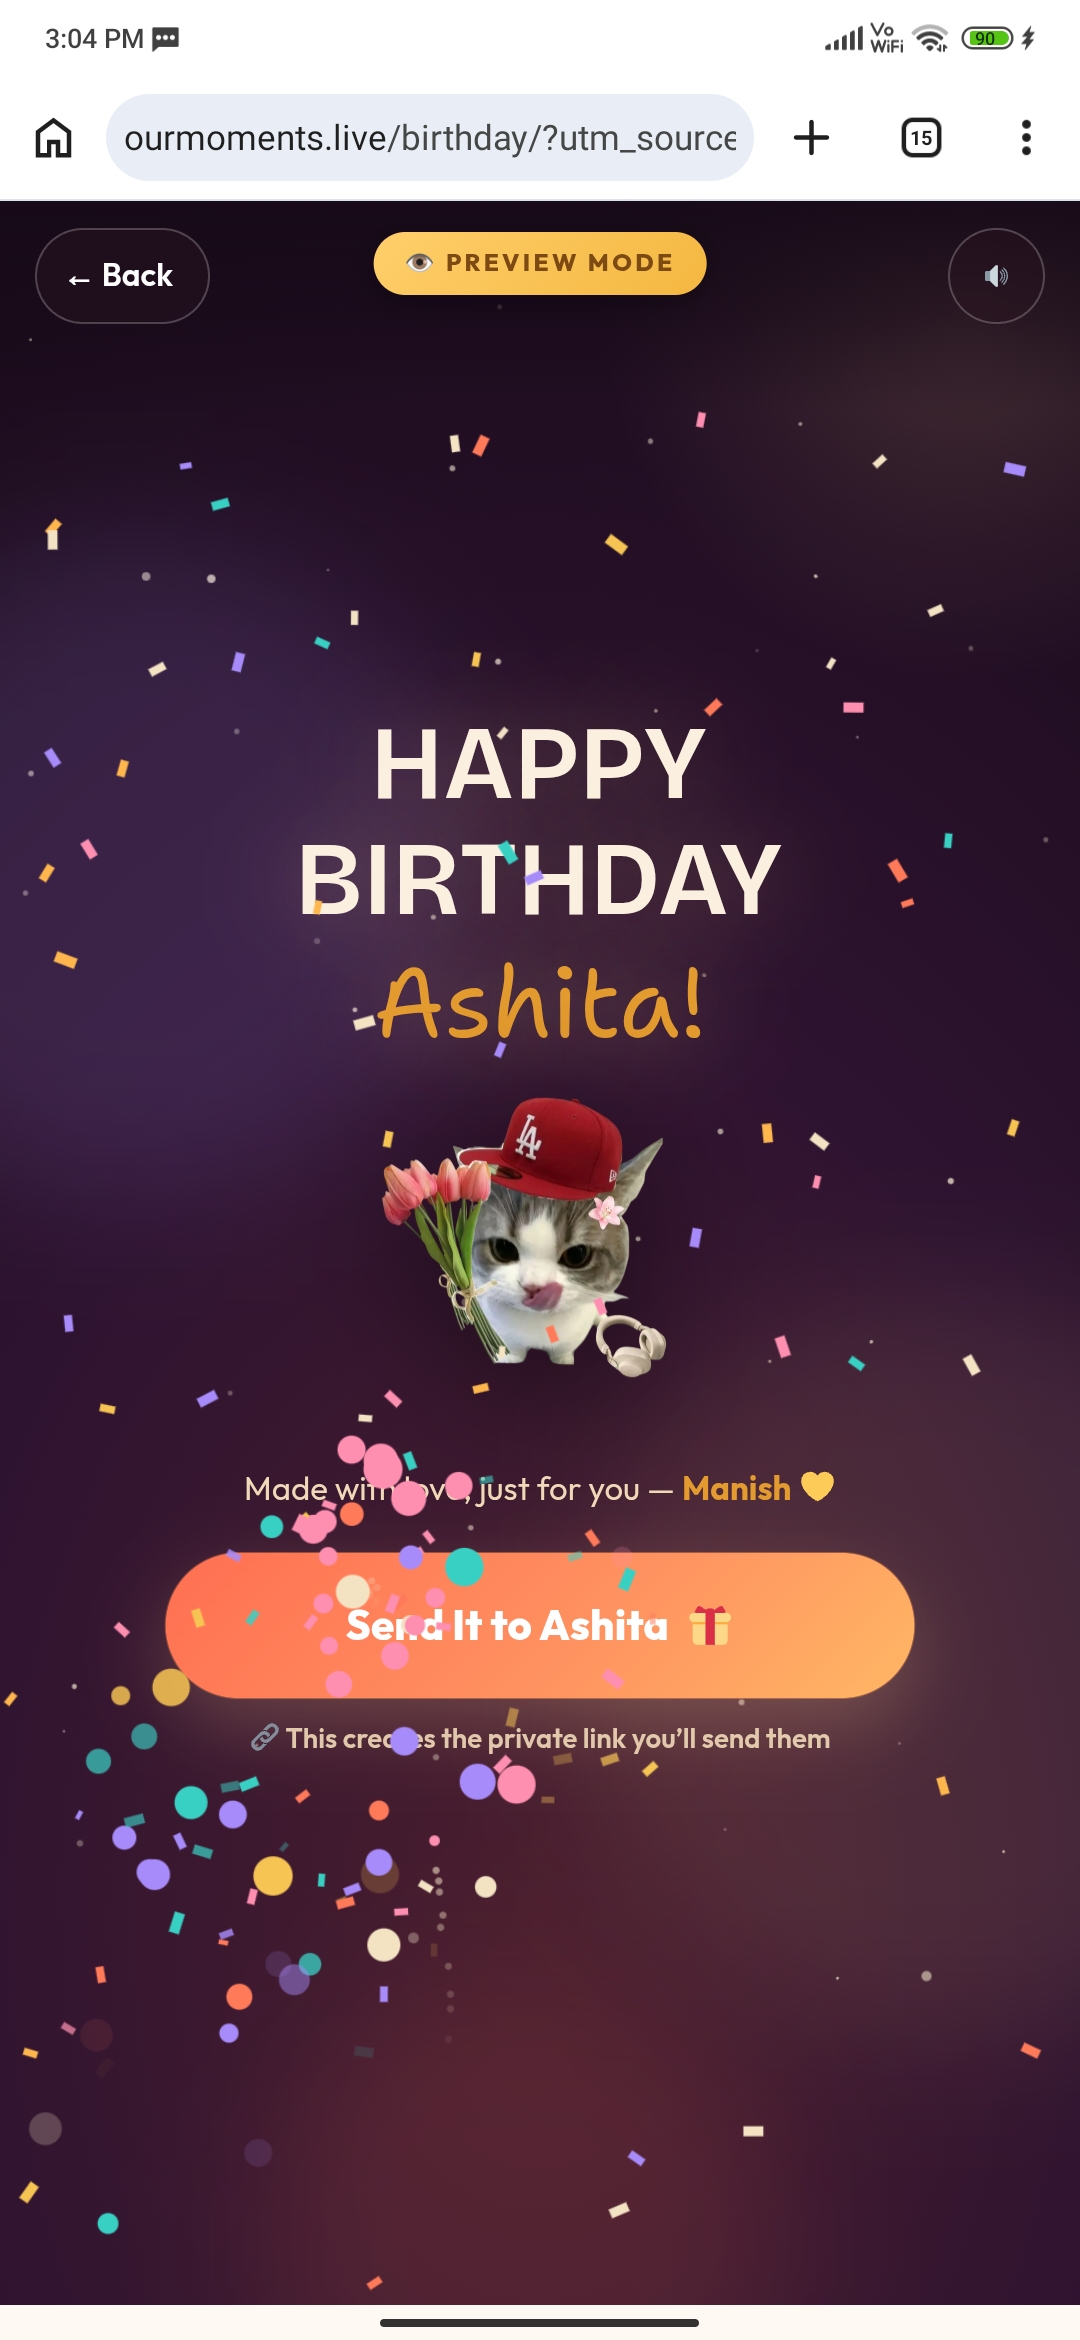 3:04 PM
Vo
WiFi
90
ourmoments.live/birthday/?utm_source
15
← Back
PREVIEW MODE
HAPPY
BIRTHDAY
Ashita!
LA
Made with love, just for you — Manish
Send It to Ashita
This creates the private link you’ll send them